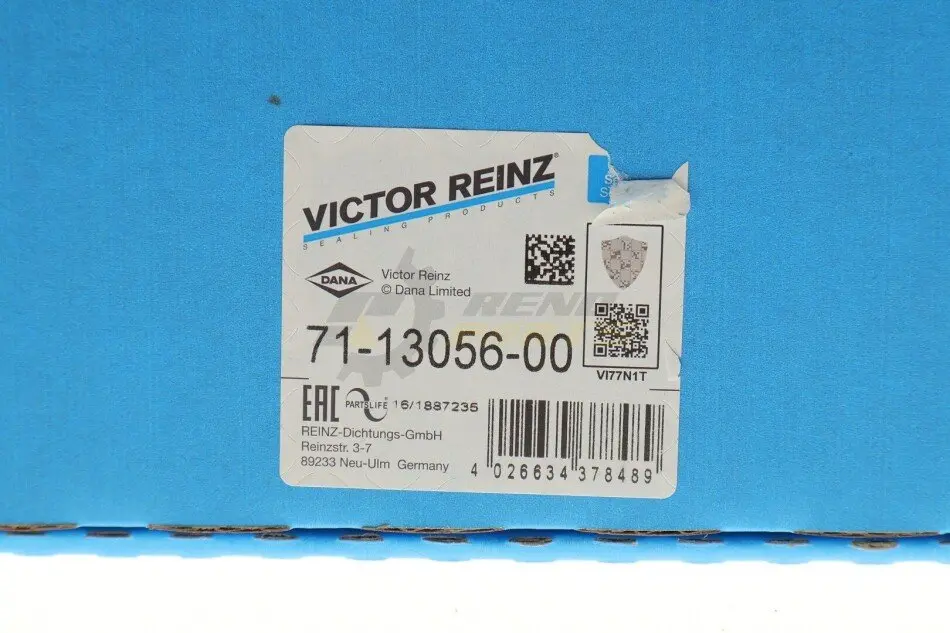 VICTOR REINZ®
SEALING PRODUCTS
DANA
Victor Reinz
© Dana Limited
71-13056-00
VI77N1T
EAC
PARTSLIFE 16/1887235
REINZ-Dichtungs-GmbH
Reinzstr. 3-7
89233 Neu-Ulm Germany
4 026634 378489